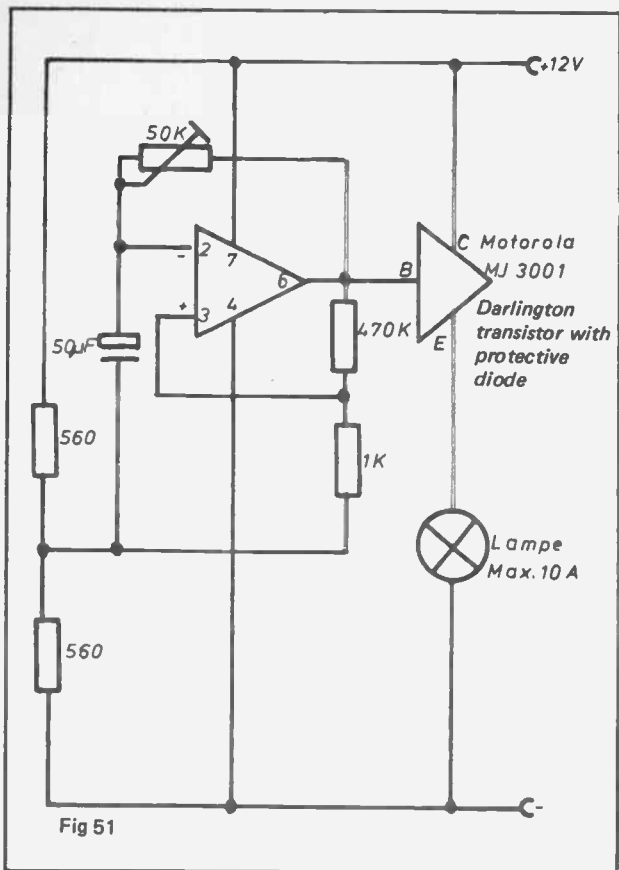 +12V
50K
- 2
7
C Motorola
B
MJ 3001
6
+ 3
4
Darlington
transistor with
protective
diode
E
50µF
470K
560
1K
Lampe
Max. 10 A
560
-
Fig 51